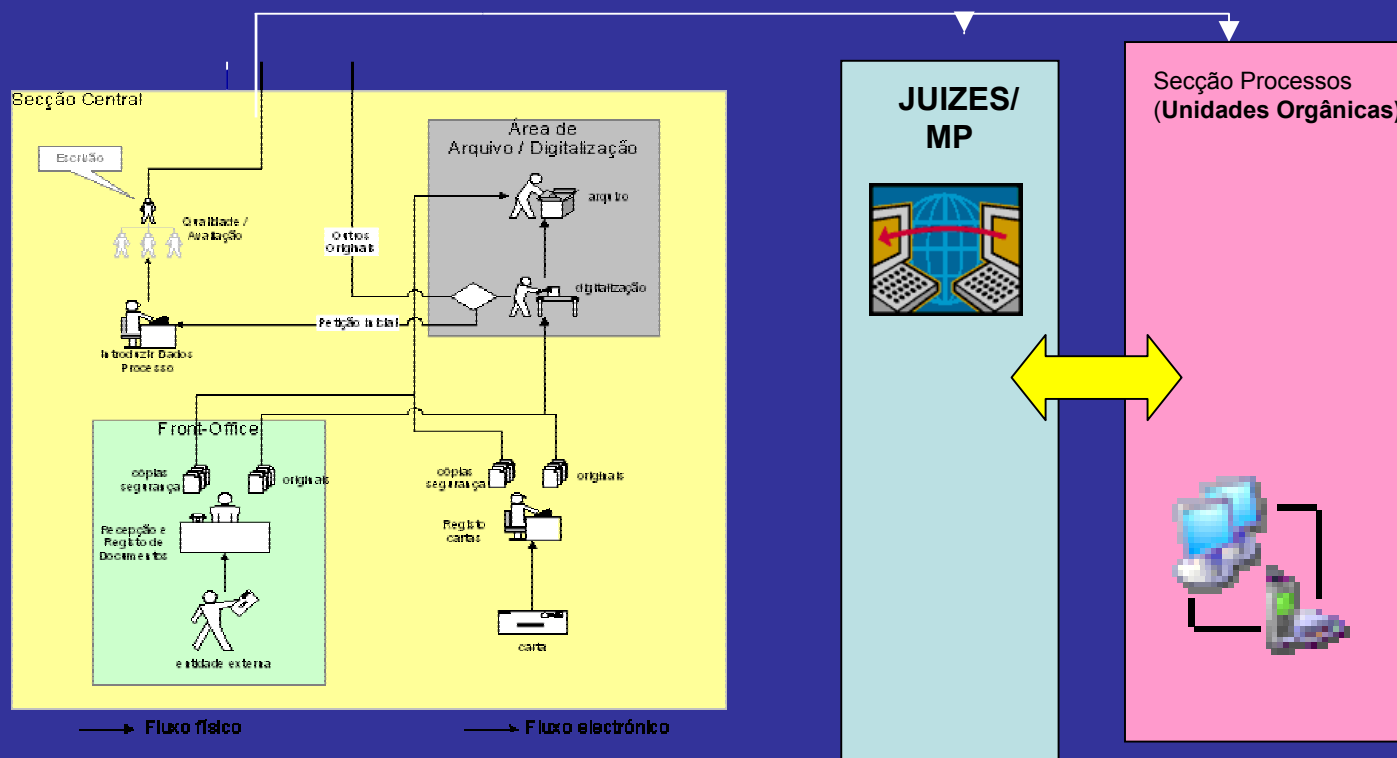 Secção Central
Escrivão
Qualidade /
Avaliação
Introduzir Dados
Processo
Outros
Originais
Petição Inicial
Área de
Arquivo / Digitalização
arquivo
digitalização
Front-Office
cópias
segurança
originais
Recepção e
Registo de
Documentos
entidade externa
cópias
segurança
originais
Registo
cartas
carta
Fluxo físico
Fluxo electrónico
JUIZES/
MP
Secção Processos
(Unidades Orgânicas)